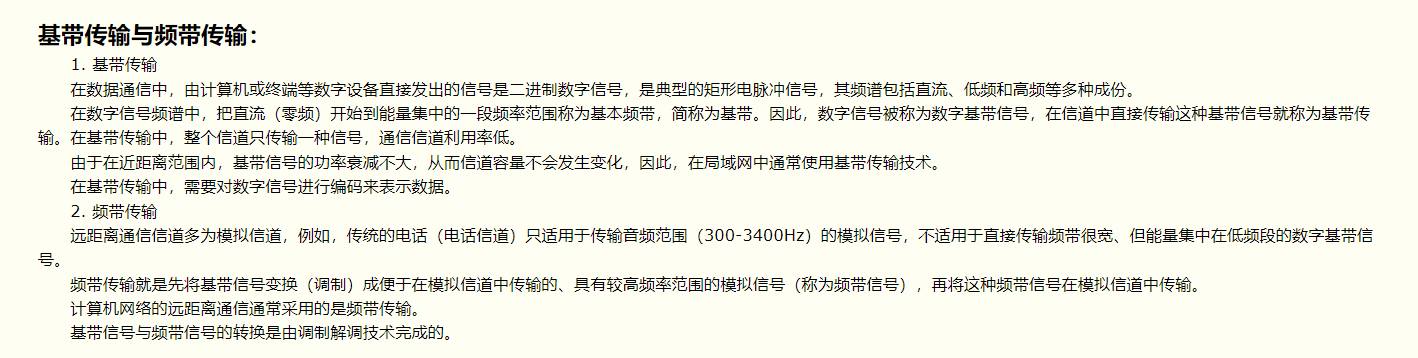 基带传输与频带传输：
1. 基带传输
在数据通信中，由计算机或终端等数字设备直接发出的信号是二进制数字信号，是典型的矩形电脉冲信号，其频谱包括直流、低频和高频等多种成份。
在数字信号频谱中，把直流（零频）开始到能量集中的一段频率范围称为基本频带，简称为基带。因此，数字信号被称为数字基带信号，在信道中直接传输这种基带信号就称为基带传
输。在基带传输中，整个信道只传输一种信号，通信信道利用率低。
由于在近距离范围内，基带信号的功率衰减不大，从而信道容量不会发生变化，因此，在局域网中通常使用基带传输技术。
在基带传输中，需要对数字信号进行编码来表示数据。
2. 频带传输
远距离通信信道多为模拟信道，例如，传统的电话（电话信道）只适用于传输音频范围（300-3400Hz）的模拟信号，不适用于直接传输频带很宽、但能量集中在低频段的数字基带信
号。
频带传输就是先将基带信号变换（调制）成便于在模拟信道中传输的、具有较高频率范围的模拟信号（称为频带信号），再将这种频带信号在模拟信道中传输。
计算机网络的远距离通信通常采用的是频带传输。
基带信号与频带信号的转换是由调制解调技术完成的。